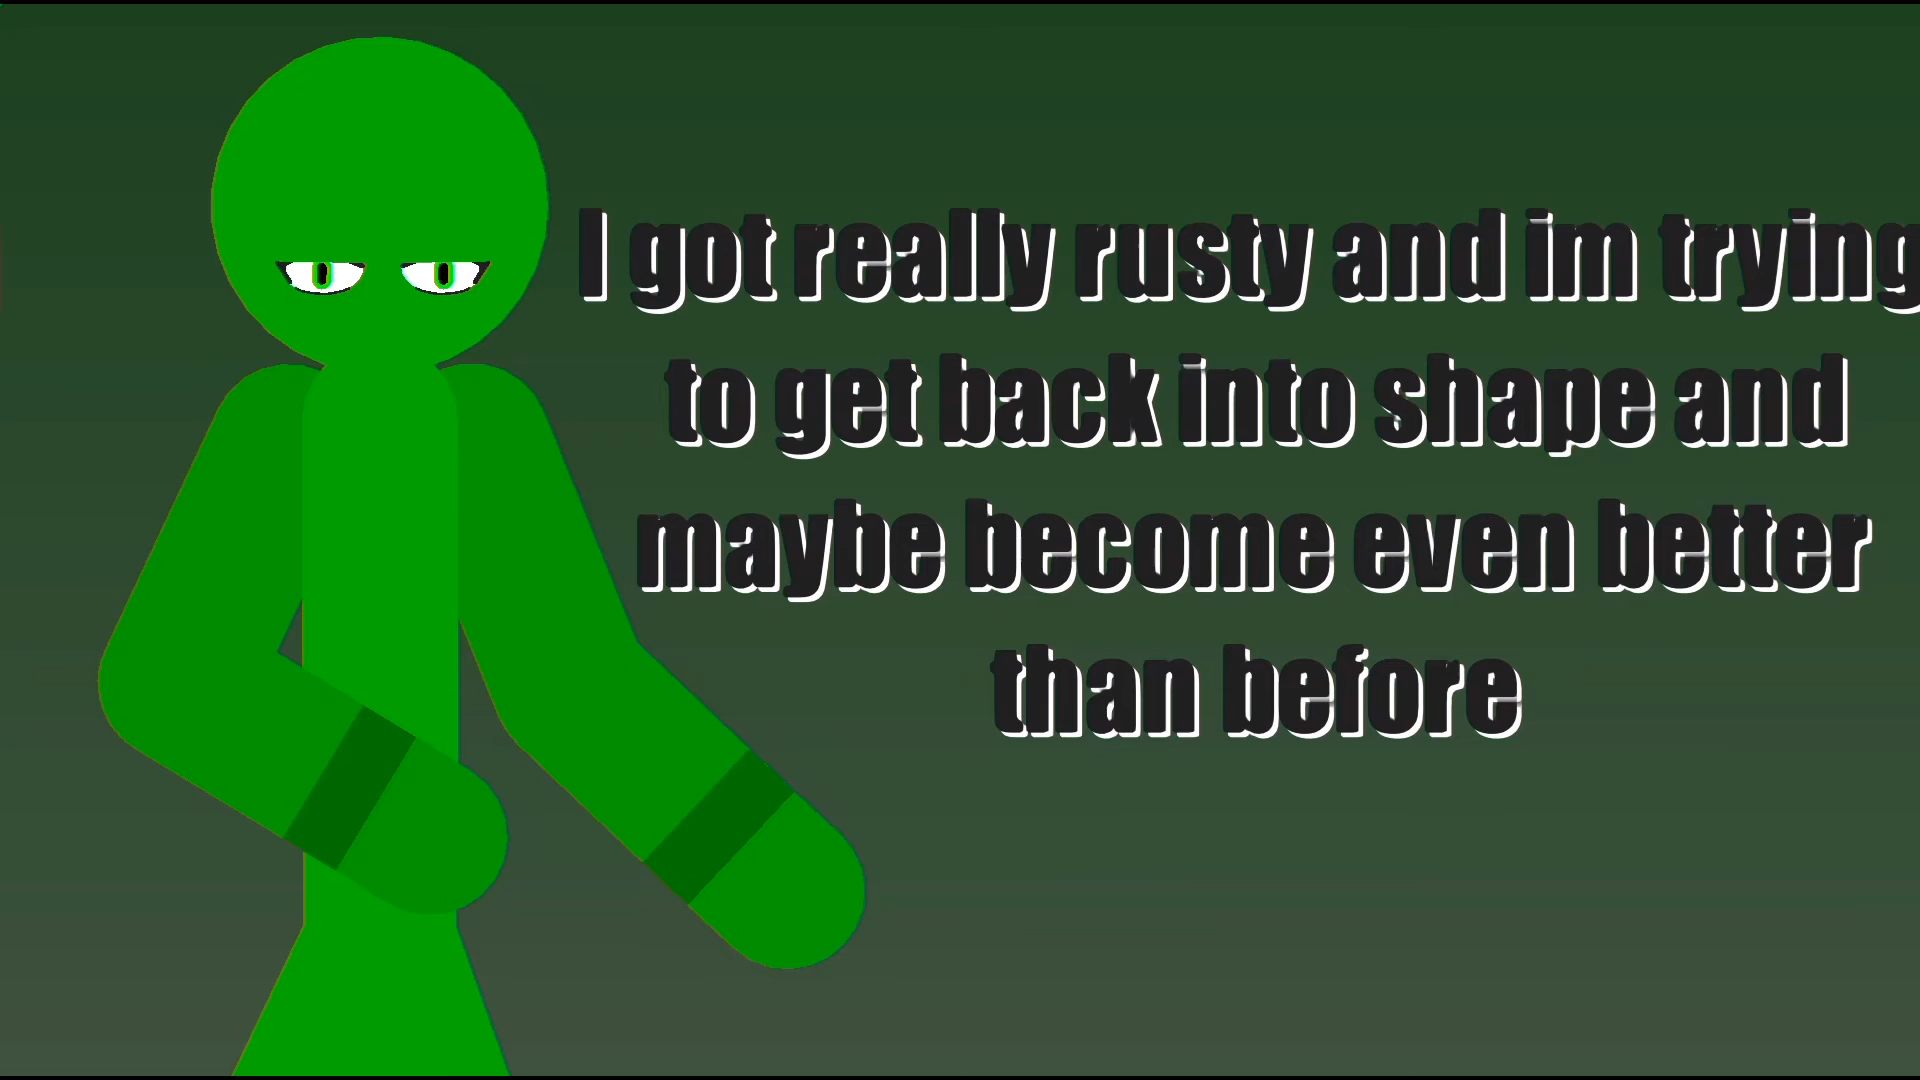 I got really rusty and im trying
to get back into shape and
maybe become even better
than before